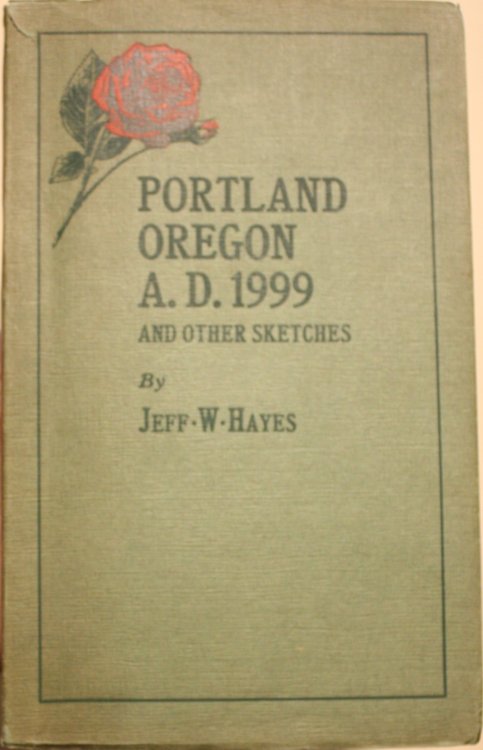 PORTLAND
OREGON
A. D. 1999
AND OTHER SKETCHES
By
JEFF·W·HAYES